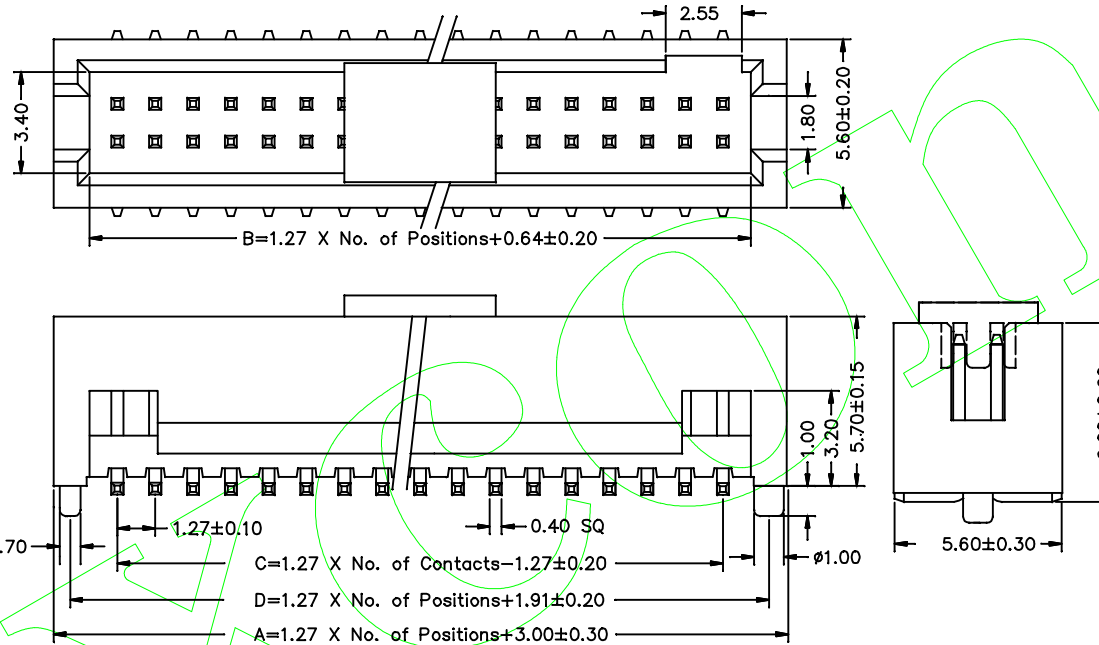 2.55
3.40
1.80
5.60±0.20
B=1.27 X No. of Positions+0.64±0.20
1.00
3.20
5.70±0.15
1.27±0.10
0.40 SQ
.70
C=1.27 X No. of Contacts-1.27±0.20
ø1.00
5.60±0.30
D=1.27 X No. of Positions+1.91±0.20
A=1.27 X No. of Positions+3.00±0.30